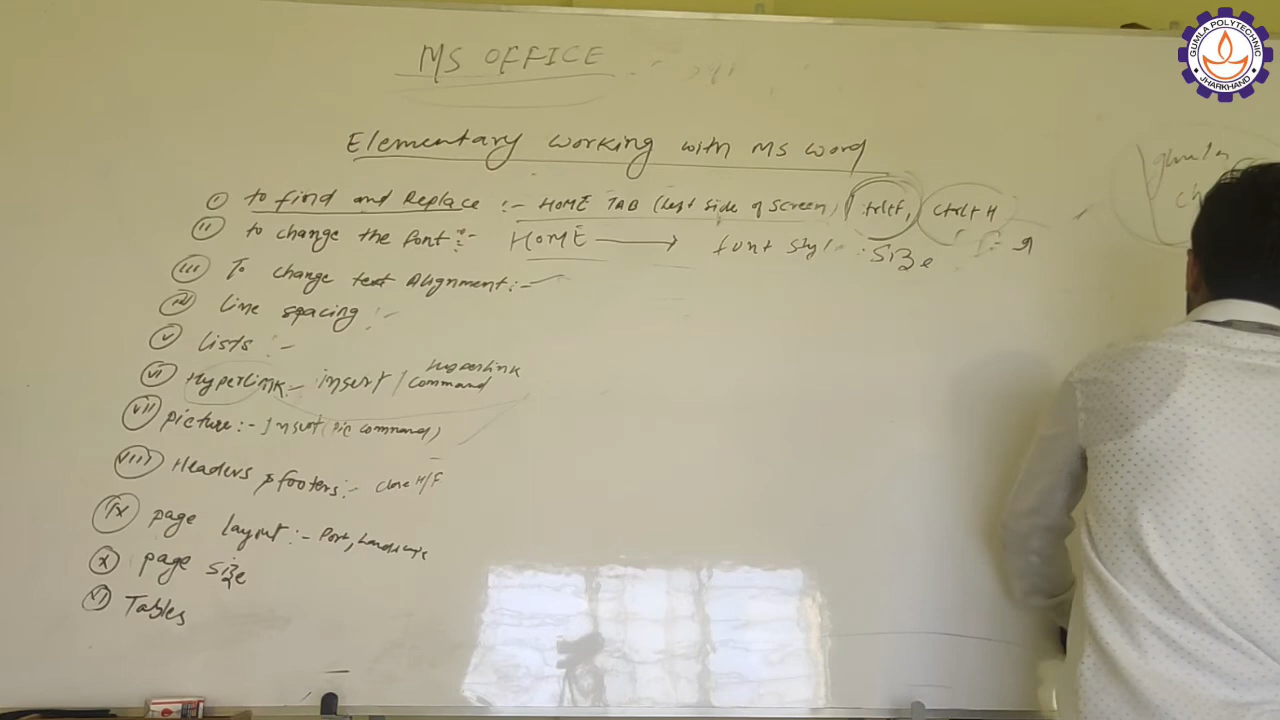 MS OFFICE
Elementary working with MS Word
(i) to find and Replace :- HOME TAB (left side of screen) Ctrl+F, Ctrl+H
(ii) to change the font :- HOME → font style size
(iii) To change text Alignment :-
(iv) line spacing :-
(v) Lists :-
(vi) Hyperlink :- insert / Hyperlink command
(vii) picture :- Insert (pic command)
(viii) Headers & footers :- Close H/F
(ix) page layout :- Port, Landscape
(x) page size
(vi) Tables
GUMLA POLYTECHNIC
JHARKHAND
gumla